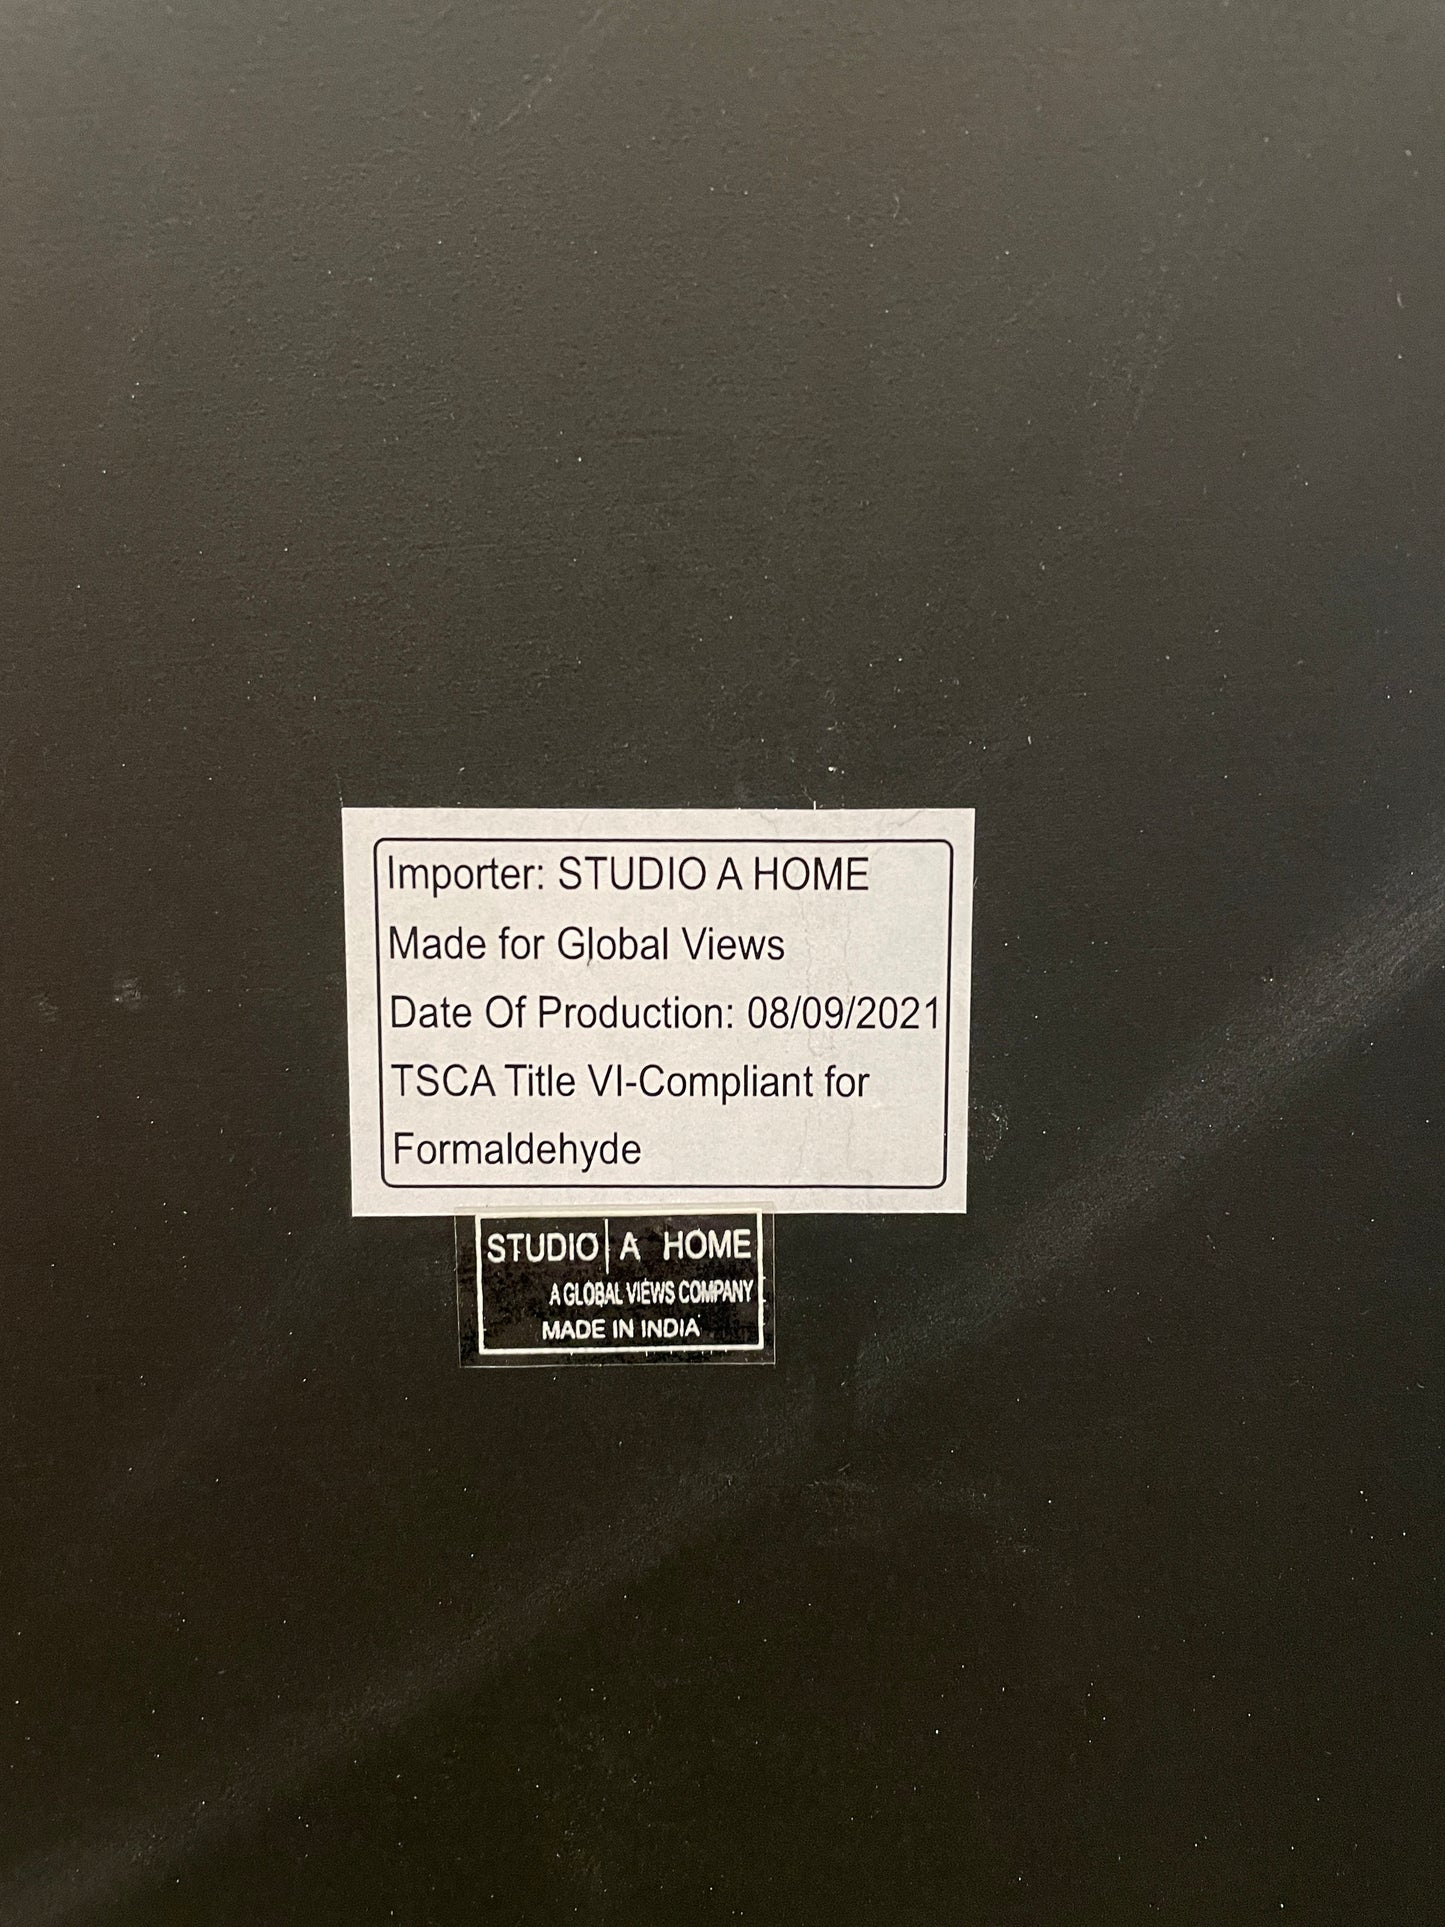 Importer: STUDIO A HOME
Made for Global Views
Date Of Production: 08/09/2021
TSCA Title VI-Compliant for
Formaldehyde
STUDIO A HOME
A GLOBAL VIEWS COMPANY
MADE IN INDIA